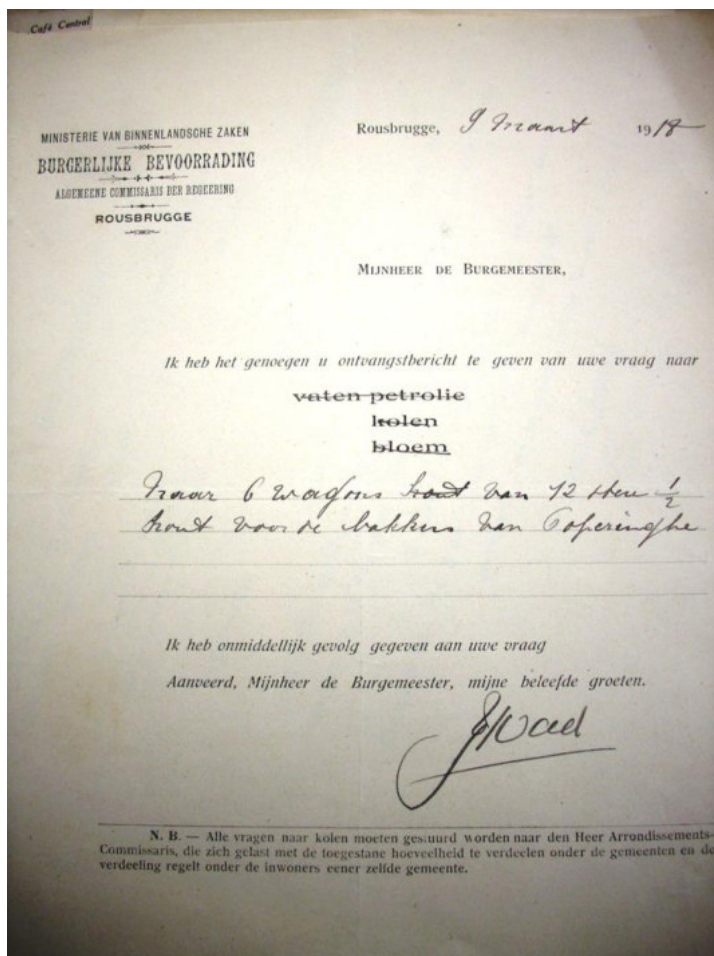 Café Central
MINISTERIE VAN BINNENLANDSCHE ZAKEN
BURGERLIJKE BEVOORRADING
ALGEMEENE COMMISSARIS DER REGEERING
ROUSBRUGGE
Rousbrugge, 9 Maart 1918
MIJNHEER DE BURGEMEESTER,
Ik heb het genoegen u ontvangstbericht te geven van uwe vraag naar
vaten petrolie
kolen
bloem
Naar 6 wagons hout van 12 stere 1/2
hout voor de bakkers van Poperinghe
Ik heb onmiddellijk gevolg gegeven aan uwe vraag
Aanveerd, Mijnheer de Burgemeester, mijne beleefde groeten.
N. B. — Alle vragen naar kolen moeten gestuurd worden naar den Heer Arrondissements-
Commissaris, die zich gelast met de toegestane hoeveelheid te verdeelen onder de gemeenten en de
verdeeling regelt onder de inwoners eener zelfde gemeente.